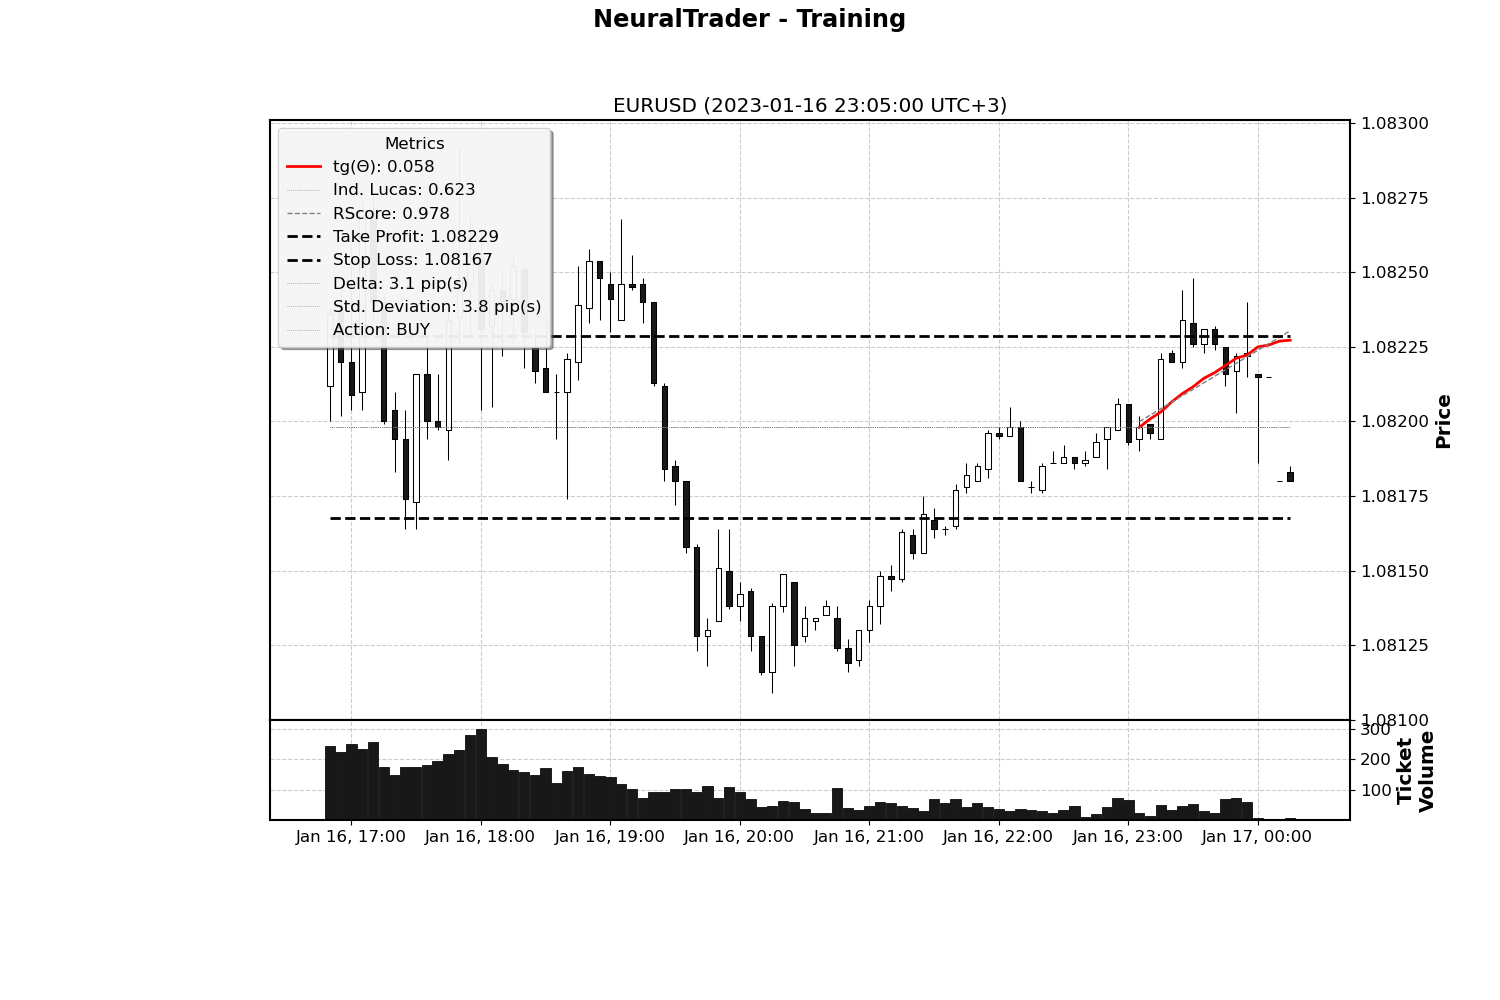 NeuralTrader - Training
EURUSD (2023-01-16 23:05:00 UTC+3)
Metrics
tg(Θ): 0.058
Ind. Lucas: 0.623
RScore: 0.978
Take Profit: 1.08229
Stop Loss: 1.08167
Delta: 3.1 pip(s)
Std. Deviation: 3.8 pip(s)
Action: BUY
1.08300
1.08275
1.08250
1.08225
1.08200
1.08175
1.08150
1.08125
1.08100
Price
300
200
100
Ticket
Volume
Jan 16, 17:00
Jan 16, 18:00
Jan 16, 19:00
Jan 16, 20:00
Jan 16, 21:00
Jan 16, 22:00
Jan 16, 23:00
Jan 17, 00:00